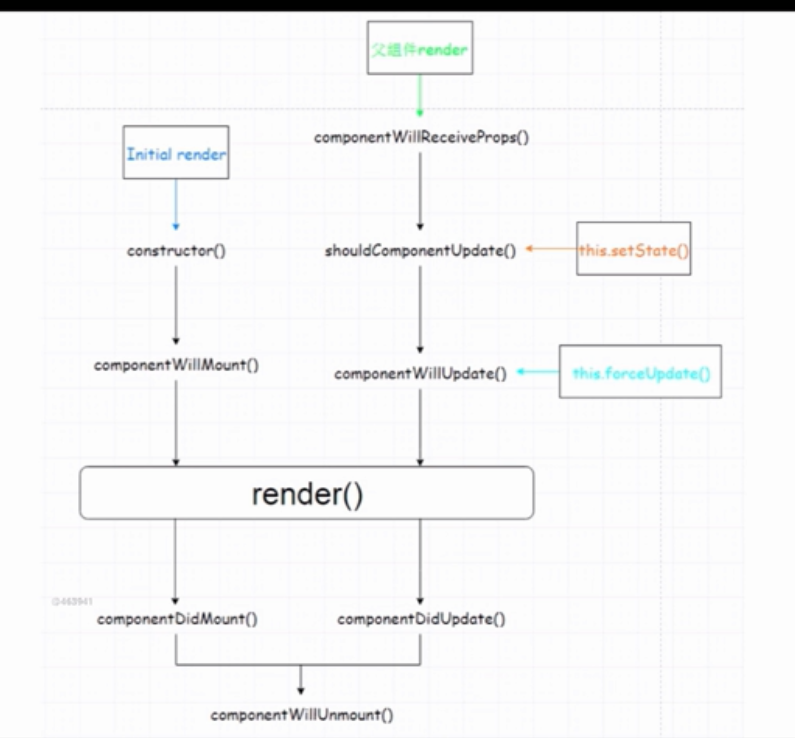 父组件render
componentWillReceiveProps()
Initial render
constructor()
shouldComponentUpdate()
this.setState()
componentWillMount()
componentWillUpdate()
this.forceUpdate()
render()
@463941
componentDidMount()
componentDidUpdate()
componentWillUnmount()